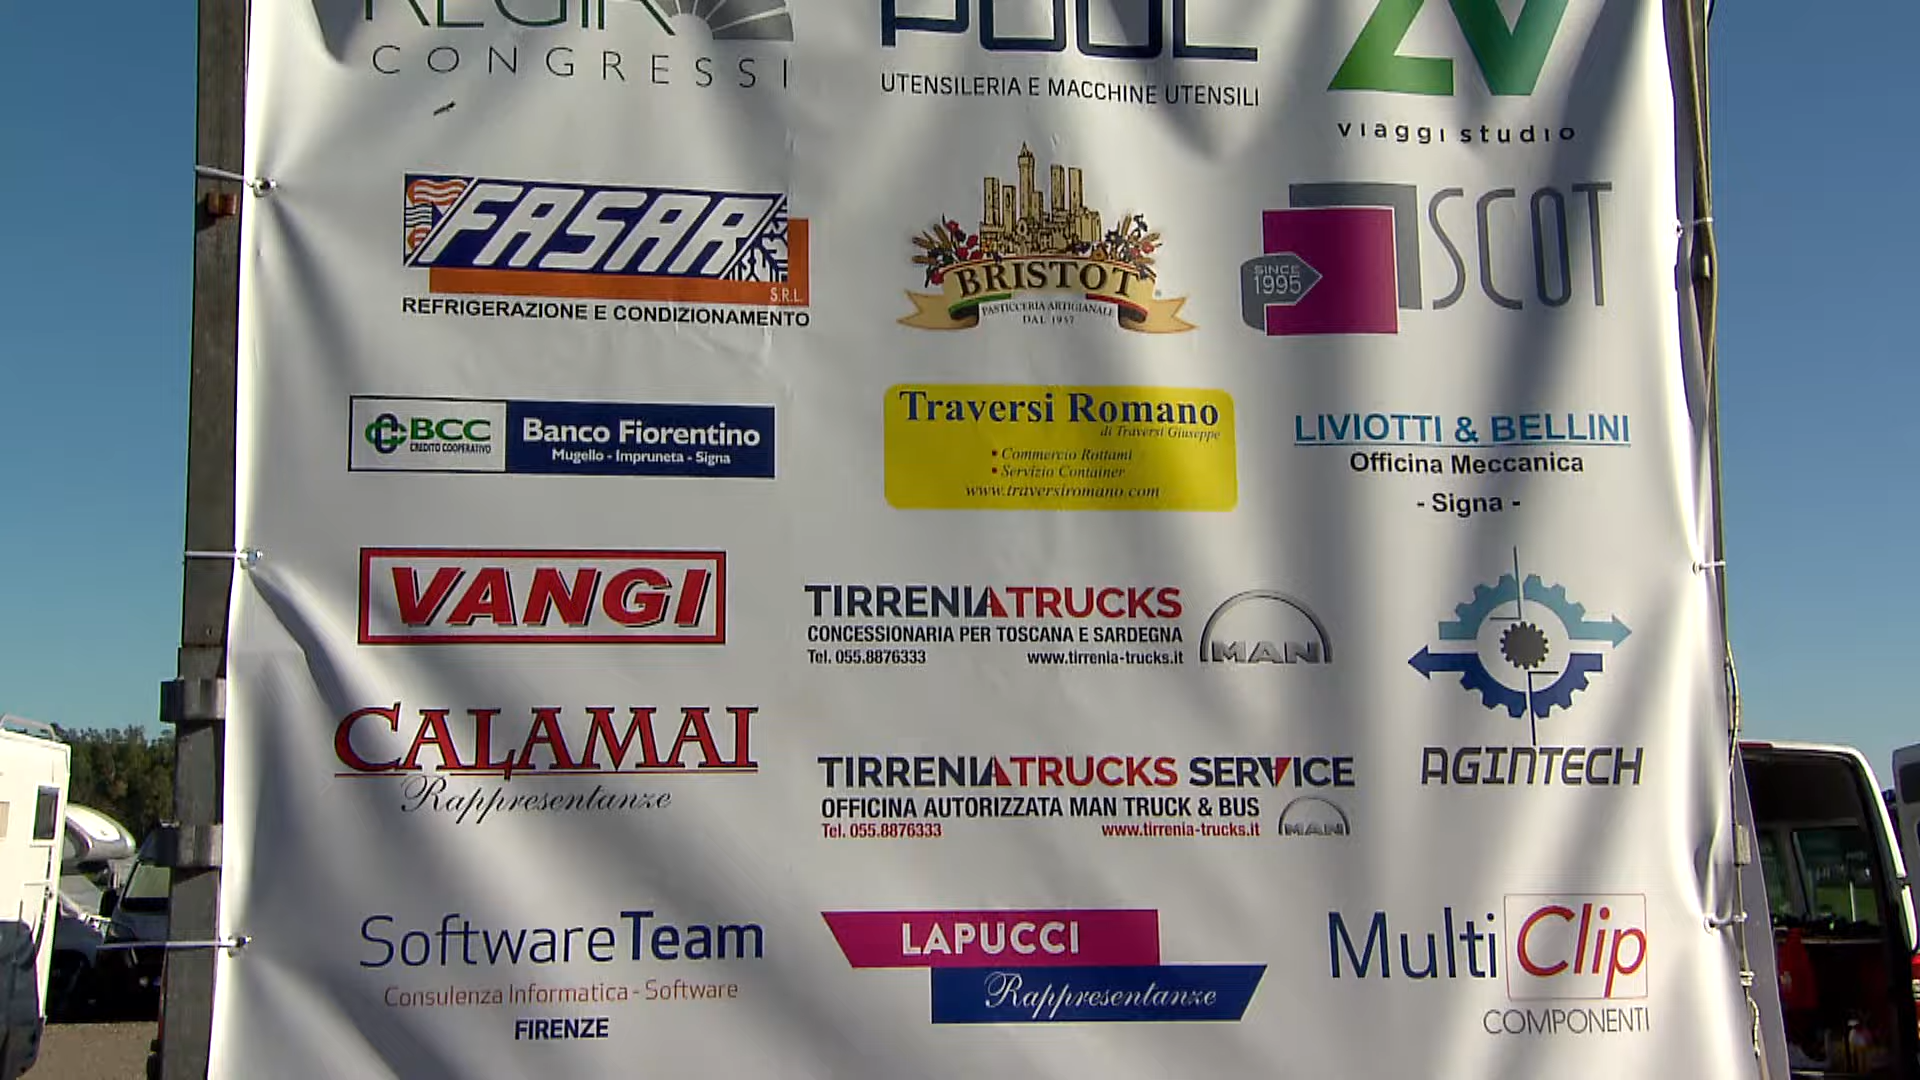 CONGRESSI
UTENSILERIA E MACCHINE UTENSILI
viaggi studio
FASAR
S.R.L.
REFRIGERAZIONE E CONDIZIONAMENTO
BRISTOT
PASTICCERIA ARTIGIANALE
DAL 1957
SINCE
1995
SCOT
BCC
CREDITO COOPERATIVO
Banco Fiorentino
Mugello - Impruneta - Signa
Traversi Romano
di Traversi Giuseppe
• Commercio Rottami
• Servizio Container
www.traversiromano.com
LIVIOTTI & BELLINI
Officina Meccanica
- Signa -
VANGI
TIRRENIATRUCKS
CONCESSIONARIA PER TOSCANA E SARDEGNA
Tel. 055.8876333 www.tirrenia-trucks.it
MAN
AGINTECH
CALAMAI
Rappresentanze
TIRRENIATRUCKS SERVICE
OFFICINA AUTORIZZATA MAN TRUCK & BUS
Tel. 055.8876333 www.tirrenia-trucks.it
MAN
SoftwareTeam
Consulenza Informatica - Software
FIRENZE
LAPUCCI
Rappresentanze
Multi Clip
COMPONENTI